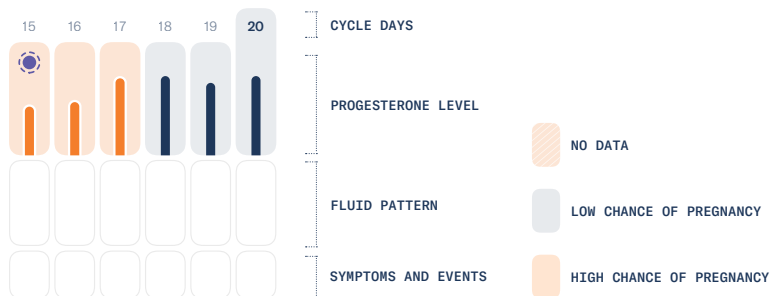 15 16 17 18 19 20
CYCLE DAYS
PROGESTERONE LEVEL
NO DATA
FLUID PATTERN
LOW CHANCE OF PREGNANCY
SYMPTOMS AND EVENTS
HIGH CHANCE OF PREGNANCY